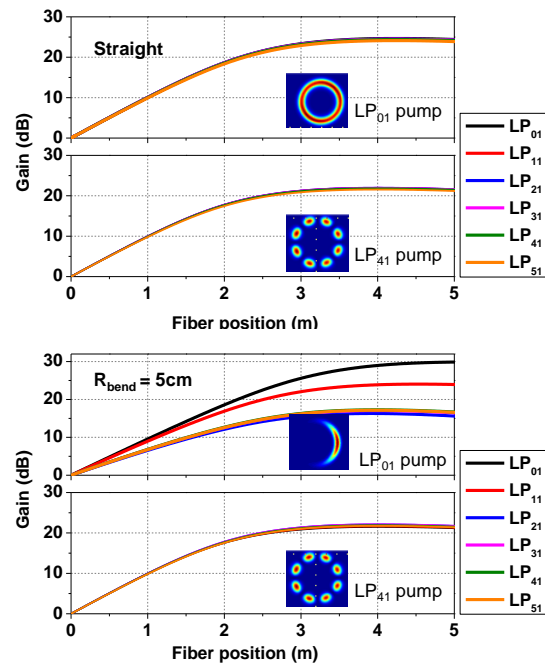 30
Straight
20
10
LP01 pump
0
Gain (dB)
30
20
10
LP41 pump
0
0 1 2 3 4 5
Fiber position (m)
LP01
LP11
LP21
LP31
LP41
LP51
30
Rbend = 5cm
20
10
LP01 pump
0
Gain (dB)
30
20
10
LP41 pump
0
0 1 2 3 4 5
Fiber position (m)
LP01
LP11
LP21
LP31
LP41
LP51